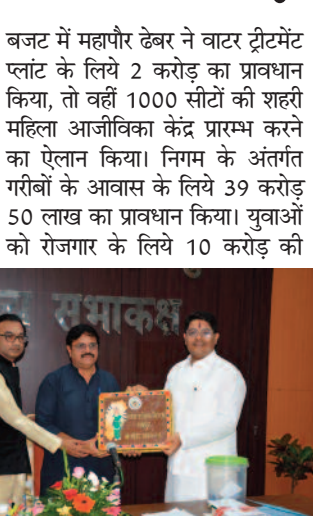 बजट में महापौर ढेबर ने वाटर ट्रीटमेंट
प्लांट के लिये 2 करोड़ का प्रावधान
किया, तो वहीं 1000 सीटों की शहरी
महिला आजीविका केंद्र प्रारम्भ करने
का ऐलान किया। निगम के अंतर्गत
गरीबों के आवास के लिये 39 करोड़
50 लाख का प्रावधान किया। युवाओं
को रोजगार के लिये 10 करोड़ की
सभाकक्ष